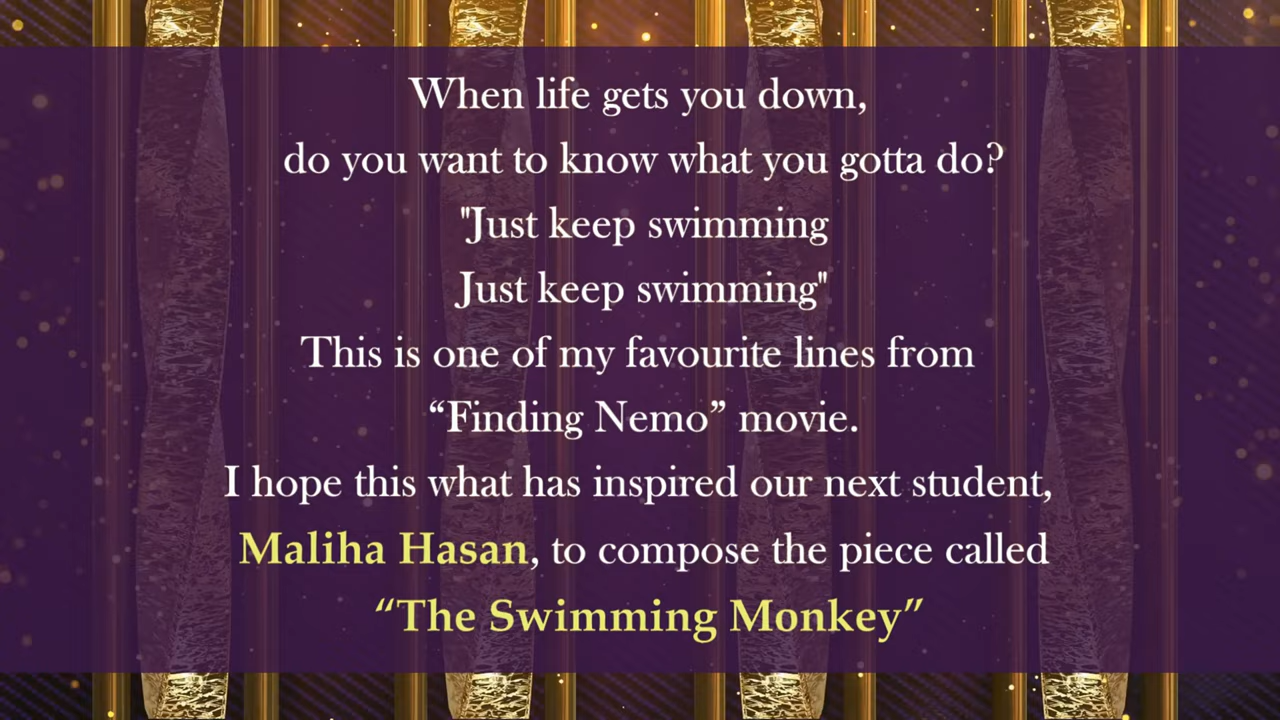 When life gets you down,
do you want to know what you gotta do?
"Just keep swimming
Just keep swimming"
This is one of my favourite lines from
“Finding Nemo” movie.
I hope this what has inspired our next student,
Maliha Hasan, to compose the piece called
“The Swimming Monkey”